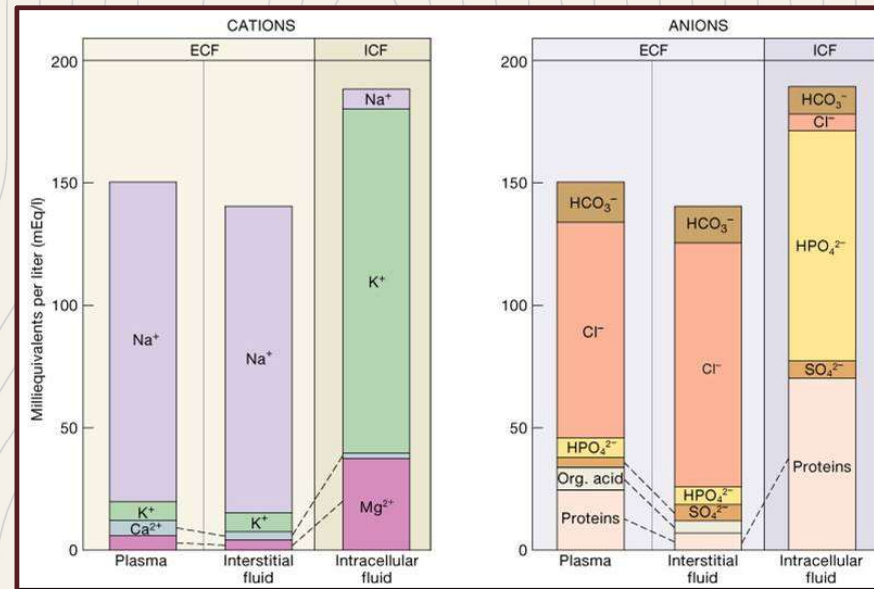 CATIONS
ECF
ICF
200
150
100
50
0
Milliequivalents per liter (mEq/l)
Na⁺
K⁺
Ca²⁺
Na⁺
K⁺
Na⁺
K⁺
Mg²⁺
Plasma
Interstitial
fluid
Intracellular
fluid
ANIONS
ECF
ICF
200
150
100
50
0
HCO₃⁻
Cl⁻
HPO₄²⁻
Org. acid
Proteins
HCO₃⁻
Cl⁻
HPO₄²⁻
SO₄²⁻
HCO₃⁻
Cl⁻
HPO₄²⁻
SO₄²⁻
Proteins
Plasma
Interstitial
fluid
Intracellular
fluid